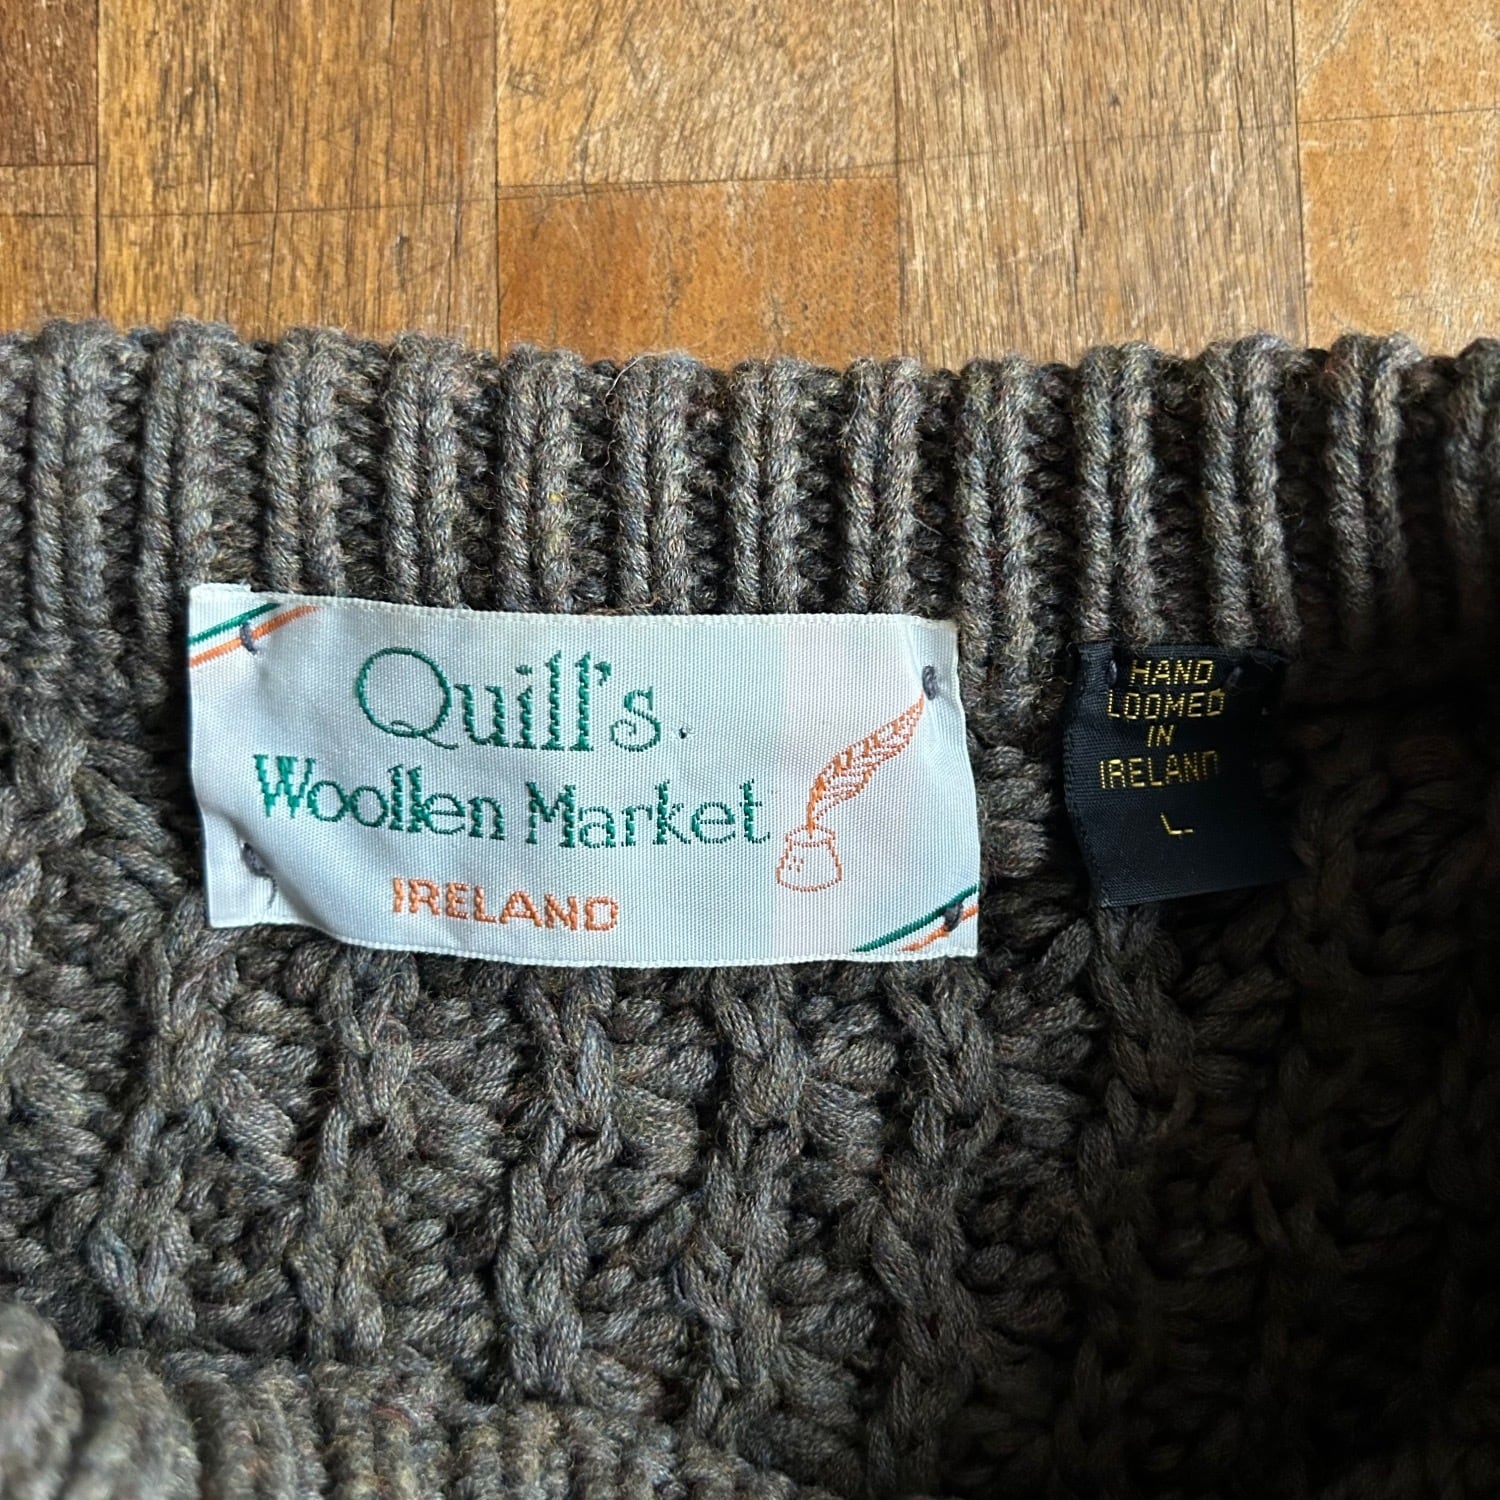 Quill's
Woollen Market
IRELAND
HAND
LOOMED
IN
IRELAND
L